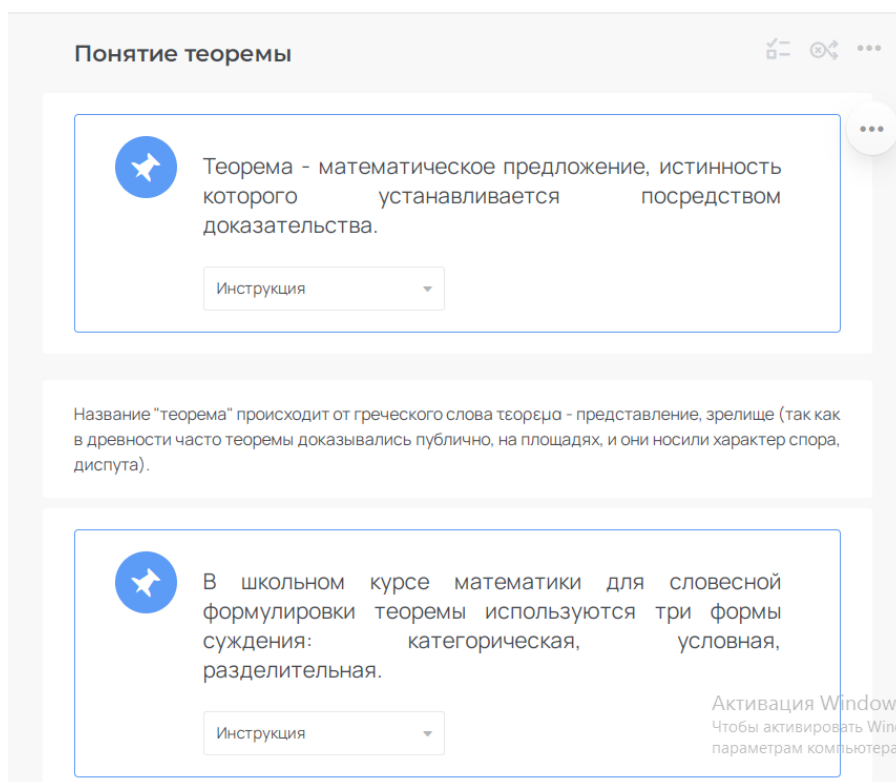 Понятие теоремы
Теорема - математическое предложение, истинность
которого устанавливается посредством
доказательства.
Инструкция
Название "теорема" происходит от греческого слова τεορεμα - представление, зрелище (так как
в древности часто теоремы доказывались публично, на площадях, и они носили характер спора,
диспута).
В школьном курсе математики для словесной
формулировки теоремы используются три формы
суждения: категорическая, условная,
разделительная.
Инструкция
Активация Window
Чтобы активировать Win
параметрам компьютера